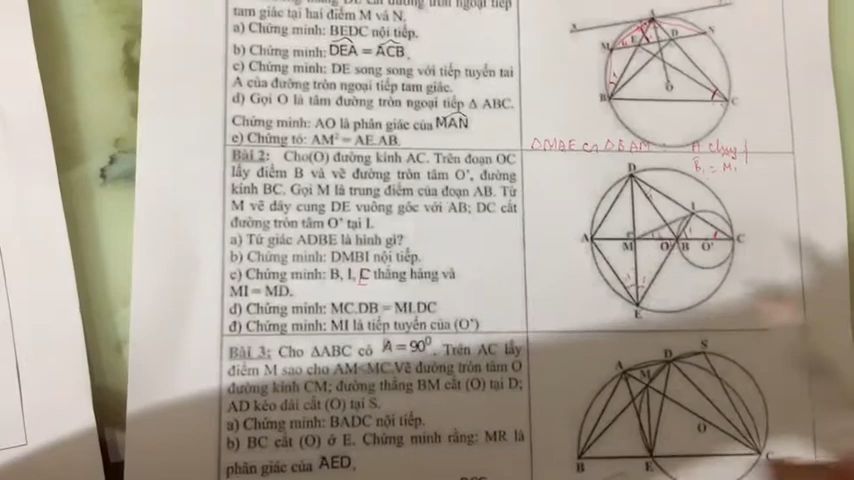 tam giác tại hai điểm M và N.
a) Chứng minh: BEDC nội tiếp.
b) Chứng minh: DEA = ACB.
c) Chứng minh: DE song song với tiếp tuyến tai
A của đường tròn ngoại tiếp tam giác.
d) Gọi O là tâm đường tròn ngoại tiếp Δ ABC.
Chứng minh: AO là phân giác của MAN
e) Chứng tỏ: AM² = AE.AB.
Bài 2: Cho(O) đường kính AC. Trên đoạn OC
lấy điểm B và vẽ đường tròn tâm O', đường
kính BC. Gọi M là trung điểm của đoạn AB. Từ
M vẽ dây cung DE vuông góc với AB; DC cắt
đường tròn tâm O' tại I.
a) Tứ giác ADBE là hình gì?
b) Chứng minh: DMBI nội tiếp.
c) Chứng minh: B, I, E thẳng hàng và
MI = MD.
d) Chứng minh: MC.DB = MI.DC
đ) Chứng minh: MI là tiếp tuyến của (O')
Bài 3: Cho ΔABC có A = 90⁰. Trên AC lấy
điểm M sao cho AM<MC.Vẽ đường tròn tâm O
đường kính CM; đường thẳng BM cắt (O) tại D;
AD kéo dài cắt (O) tại S.
a) Chứng minh: BADC nội tiếp.
b) BC cắt (O) ở E. Chứng minh rằng: MR là
phân giác của AED.
x
M
E
D
N
O
B
C
ΔMAE ∽ ΔBAM
B₁ = M₁
D
I
A
M
O
B
O'
C
E
A
D
S
M
O
B
E
C